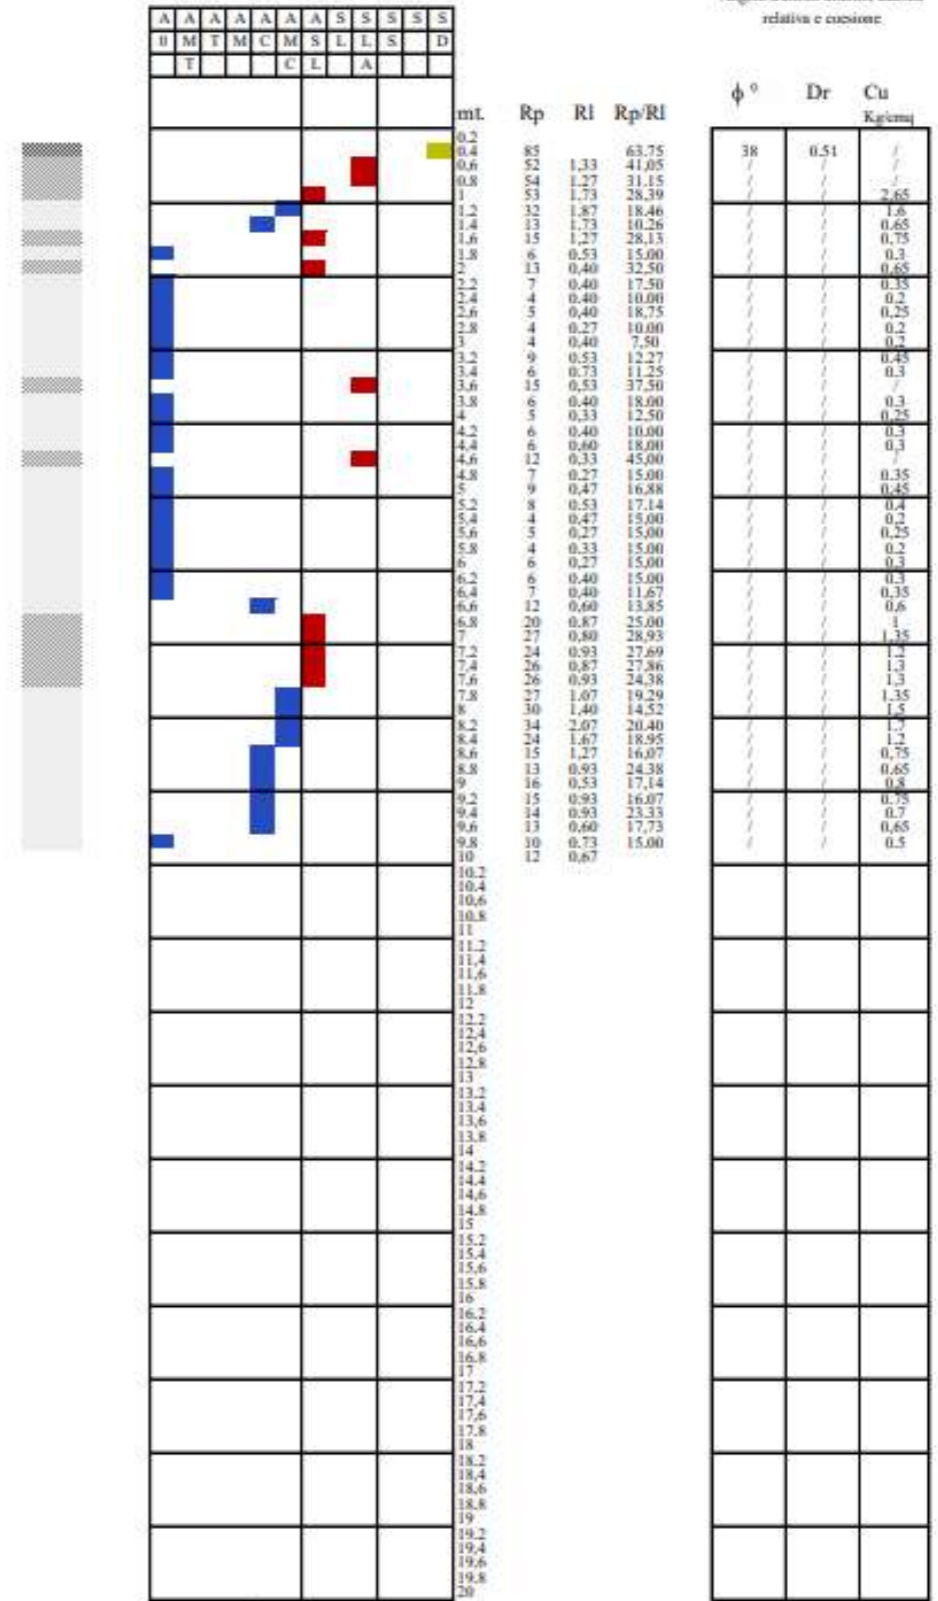 relativa e coesione
A A A A A A A S S S S S
0 M T M C M S L L S D
T C L A
φ ° Dr Cu
mt. Rp Rl Rp/Rl Kg/cmq
0.2
0.4 85 63.75 38 0.51 /
0,6 52 1,33 41,05 / / /
0.8 54 1.27 31.15 / / /
1 53 1.73 28,39 / / 2,65
1.2 32 1,87 18.46 / / 1.6
1.4 13 1.73 10.26 / / 0,65
1.6 15 1,27 28,13 / / 0,75
1.8 6 0.53 15.00 / / 0.3
2 13 0,40 32,50 / / 0,65
2.2 7 0.40 17.50 / / 0.35
2.4 4 0.40 10.00 / / 0.2
2.6 5 0,40 18,75 / / 0,25
2.8 4 0.27 10.00 / / 0.2
3 4 0.40 7,50 / / 0.2
3.2 9 0.53 12.27 / / 0.45
3.4 6 0.73 11.25 / / 0.3
3.6 15 0,53 37,50 / / /
3.8 6 0.40 18.00 / / 0.3
4 5 0,33 12,50 / / 0,25
4.2 6 0.40 10.00 / / 0.3
4.4 6 0,60 18,00 / / 0,3
4.6 12 0,33 45,00 / / /
4.8 7 0.27 15.00 / / 0.35
5 9 0.47 16,88 / / 0.45
5.2 8 0.53 17.14 / / 0.4
5.4 4 0.47 15,00 / / 0,2
5.6 5 0,27 15,00 / / 0,25
5.8 4 0.33 15.00 / / 0.2
6 6 0,27 15,00 / / 0.3
6.2 6 0.40 15.00 / / 0.3
6.4 7 0.40 11,67 / / 0,35
6.6 12 0,60 13,85 / / 0,6
6.8 20 0.87 25.00 / / 1
7 27 0,80 28,93 / / 1,35
7.2 24 0.93 27.69 / / 1.2
7.4 26 0,87 27,86 / / 1,3
7.6 26 0.93 24,38 / / 1.3
7.8 27 1.07 19.29 / / 1.35
8 30 1,40 14,52 / / 1,5
8.2 34 2.07 20.40 / / 1.7
8.4 24 1.67 18.95 / / 1.2
8.6 15 1,27 16,07 / / 0,75
8.8 13 0.93 24.38 / / 0.65
9 16 0,53 17,14 / / 0,8
9.2 15 0.93 16.07 / / 0.75
9.4 14 0.93 23.33 / / 0.7
9.6 13 0,60 17,73 / / 0,65
9.8 10 0.73 15.00 / / 0.5
10 12 0,67
10.2
10.4
10,6
10.8
11
11.2
11,4
11,6
11.8
12
12.2
12.4
12,6
12.8
13
13.2
13.4
13,6
13.8
14
14.2
14.4
14,6
14.8
15
15.2
15.4
15.6
15.8
16
16.2
16.4
16,6
16.8
17
17.2
17,4
17,6
17.8
18
18.2
18,4
18,6
18.8
19
19.2
19.4
19,6
19.8
20